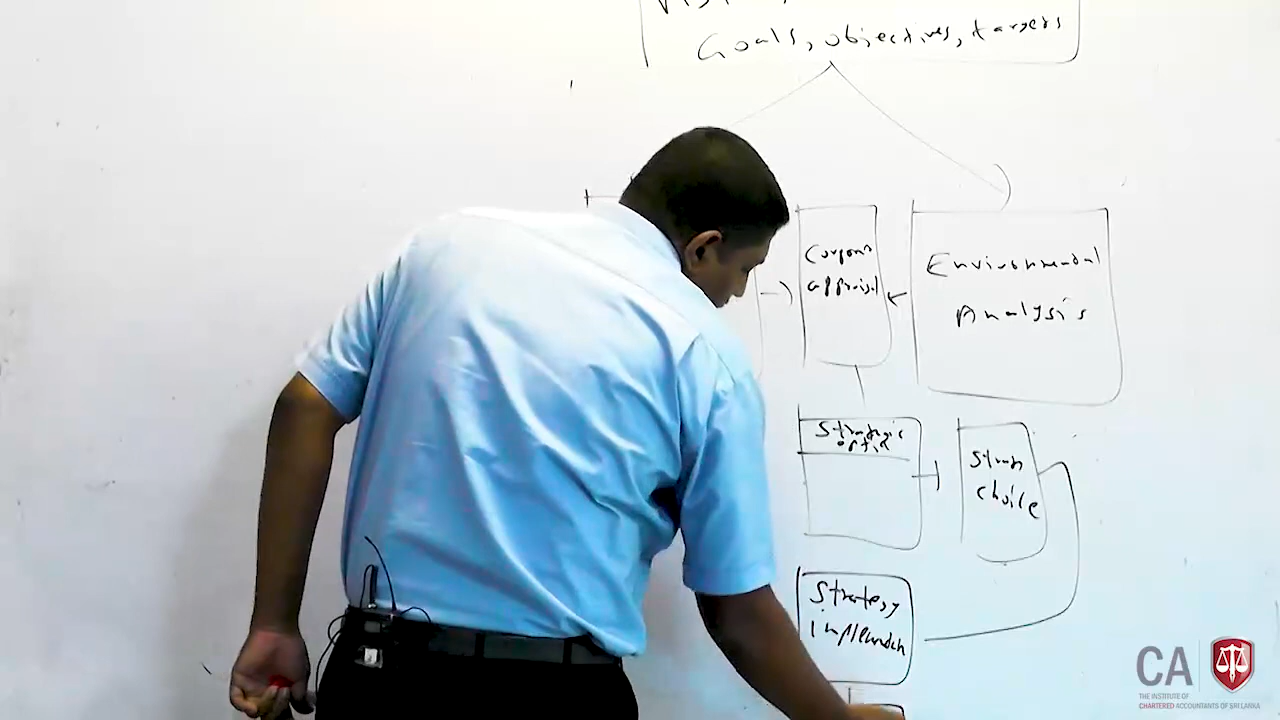 Goals, objectives, targets
Corporate
appraisal
Environmental
Analysis
Strategic
option
Strate
choice
Strategy
implementation
CA
THE INSTITUTE OF
CHARTERED ACCOUNTANTS OF SRI LANKA